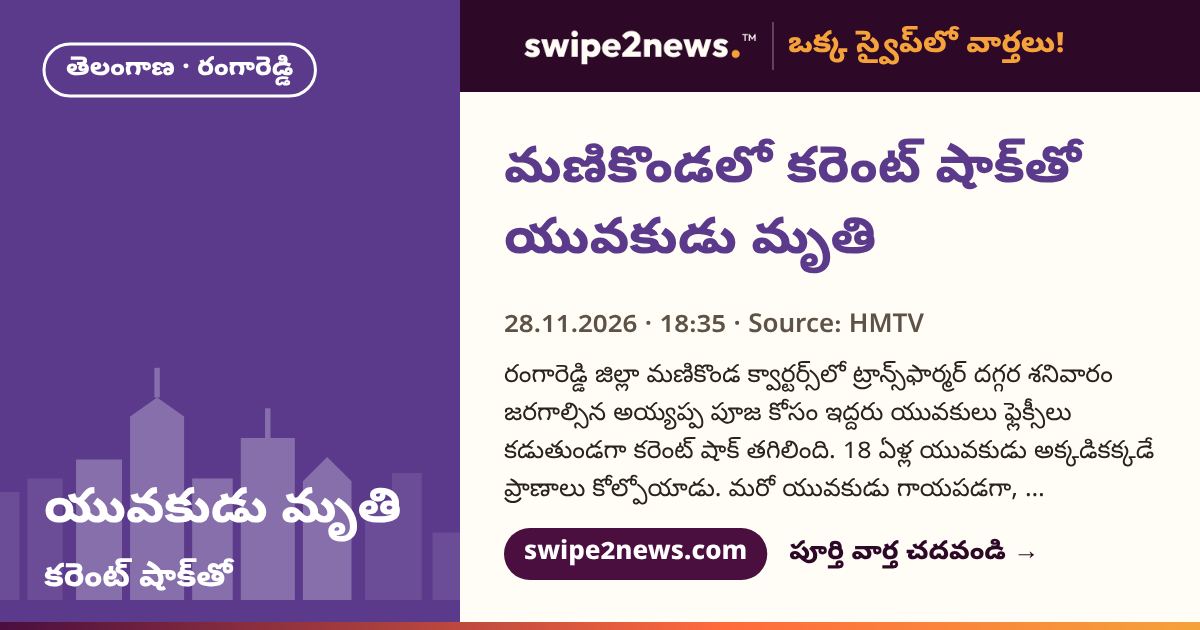 తెలంగాణ · రంగారెడ్డి
యువకుడు మృతి
కరెంట్ షాక్‌తో
swipe2news.™ ఒక్క స్వైప్‌లో వార్తలు!
మణికొండలో కరెంట్ షాక్‌తో
యువకుడు మృతి
28.11.2026 · 18:35 · Source: HMTV
రంగారెడ్డి జిల్లా మణికొండ క్వార్టర్స్‌లో ట్రాన్స్‌ఫార్మర్ దగ్గర శనివారం
జరగాల్సిన అయ్యప్ప పూజ కోసం ఇద్దరు యువకులు ఫ్లెక్సీలు
కడుతుండగా కరెంట్ షాక్ తగిలింది. 18 ఏళ్ల యువకుడు అక్కడికక్కడే
ప్రాణాలు కోల్పోయాడు. మరో యువకుడు గాయపడగా, ...
swipe2news.com పూర్తి వార్త చదవండి →